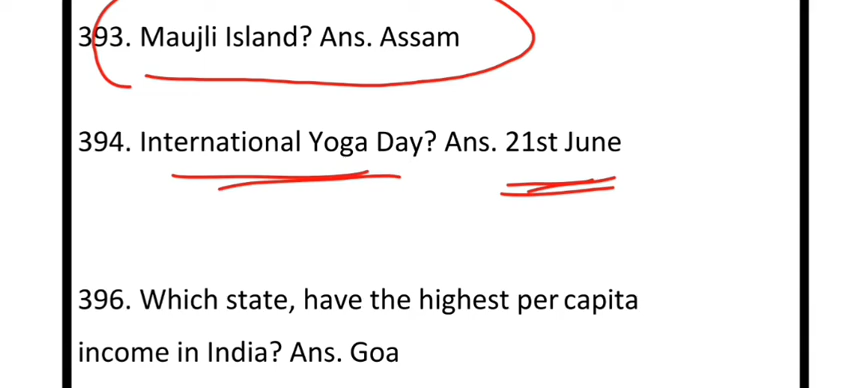 393. Maujli Island? Ans. Assam
394. International Yoga Day? Ans. 21st June
396. Which state, have the highest per capita
income in India? Ans. Goa